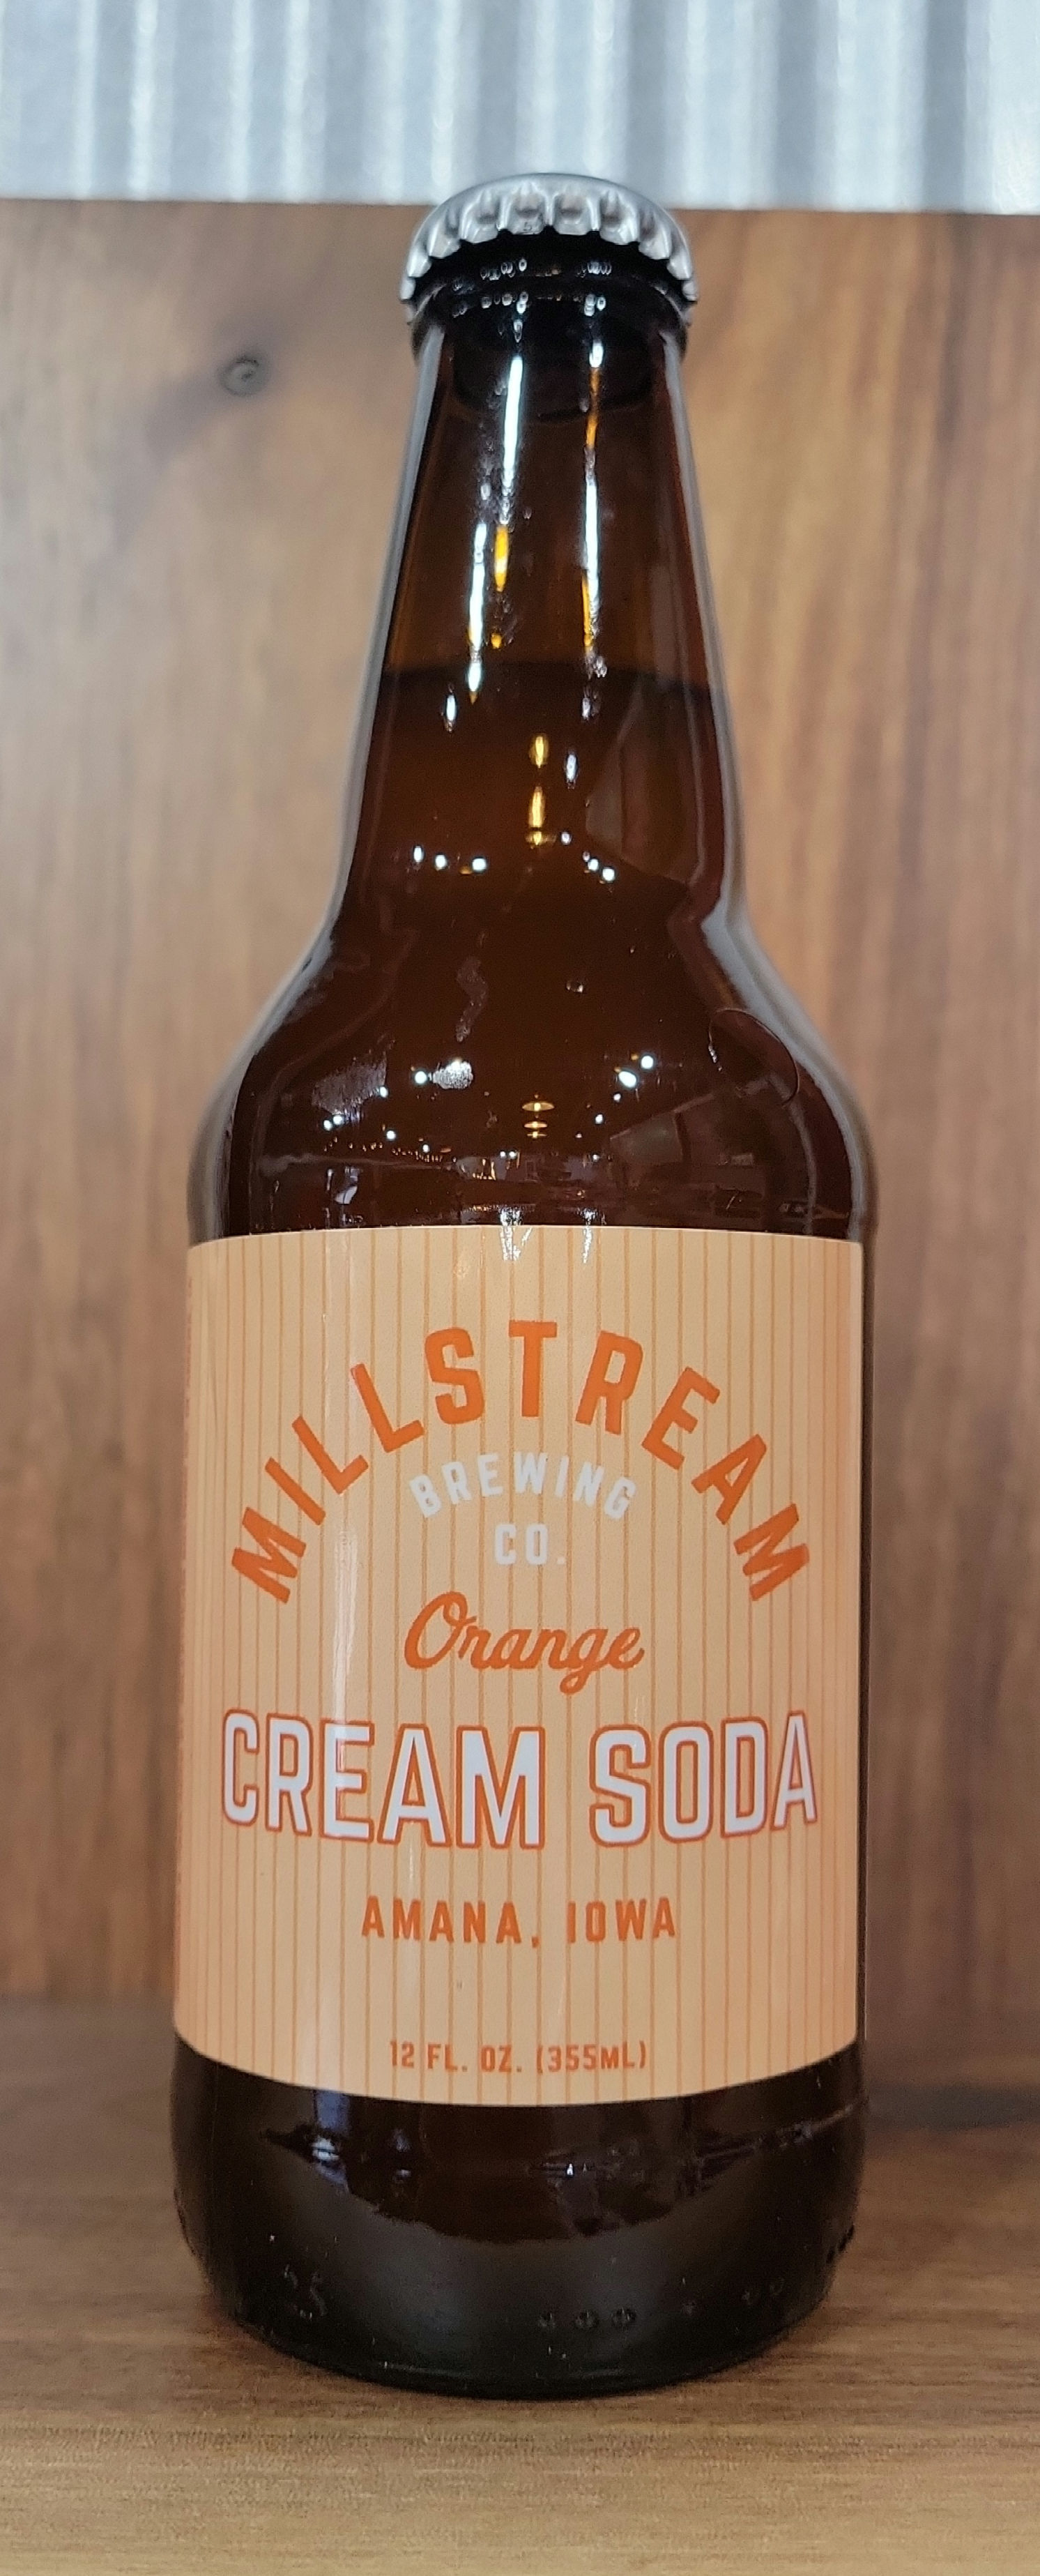 MILLSTREAM
BREWING
CO.
Orange
CREAM SODA
AMANA, IOWA
12 FL. OZ. (355ML)